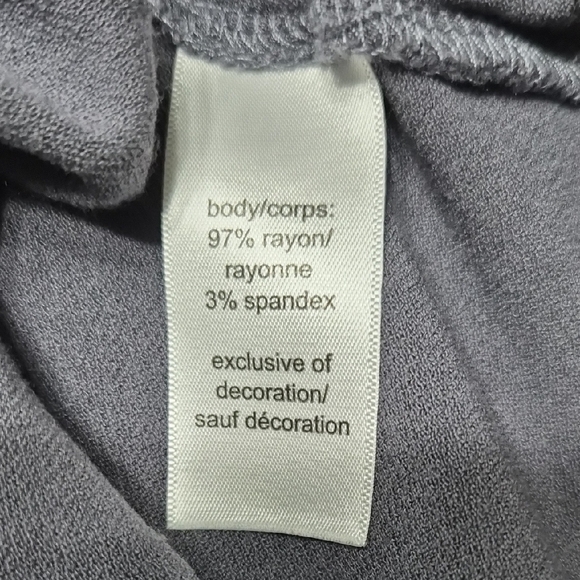 body/corps:
97% rayon/
rayonne
3% spandex
exclusive of
decoration/
sauf décoration